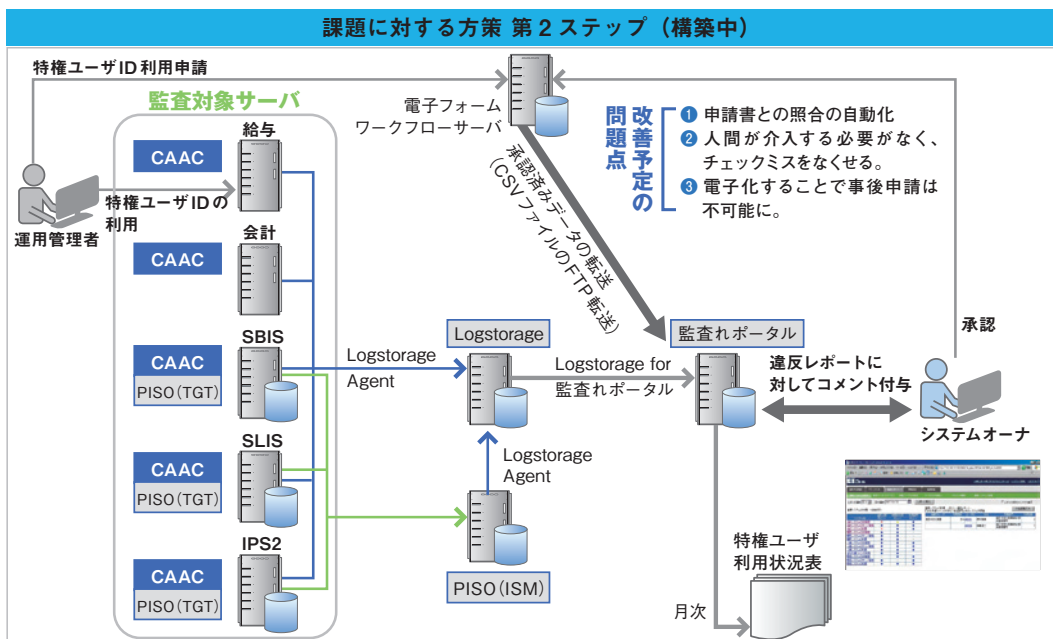 課題に対する方策 第2ステップ（構築中）
特権ユーザID利用申請
監査対象サーバ
電子フォーム
ワークフローサーバ
改善予定の
問題点
❶ 申請書との照合の自動化
❷ 人間が介入する必要がなく、
チェックミスをなくせる。
❸ 電子化することで事後申請は
不可能に。
給与
CAAC
特権ユーザIDの
利用
運用管理者
会計
CAAC
承認済みデータの転送
（CSVファイルのFTP転送）
SBIS
CAAC
PISO（TGT）
Logstorage
Agent
Logstorage
Logstorage for
監査れポータル
監査れポータル
承認
違反レポートに
対してコメント付与
システムオーナ
SLIS
CAAC
PISO（TGT）
Logstorage
Agent
IPS2
CAAC
PISO（TGT）
PISO（ISM）
特権ユーザ
利用状況表
月次